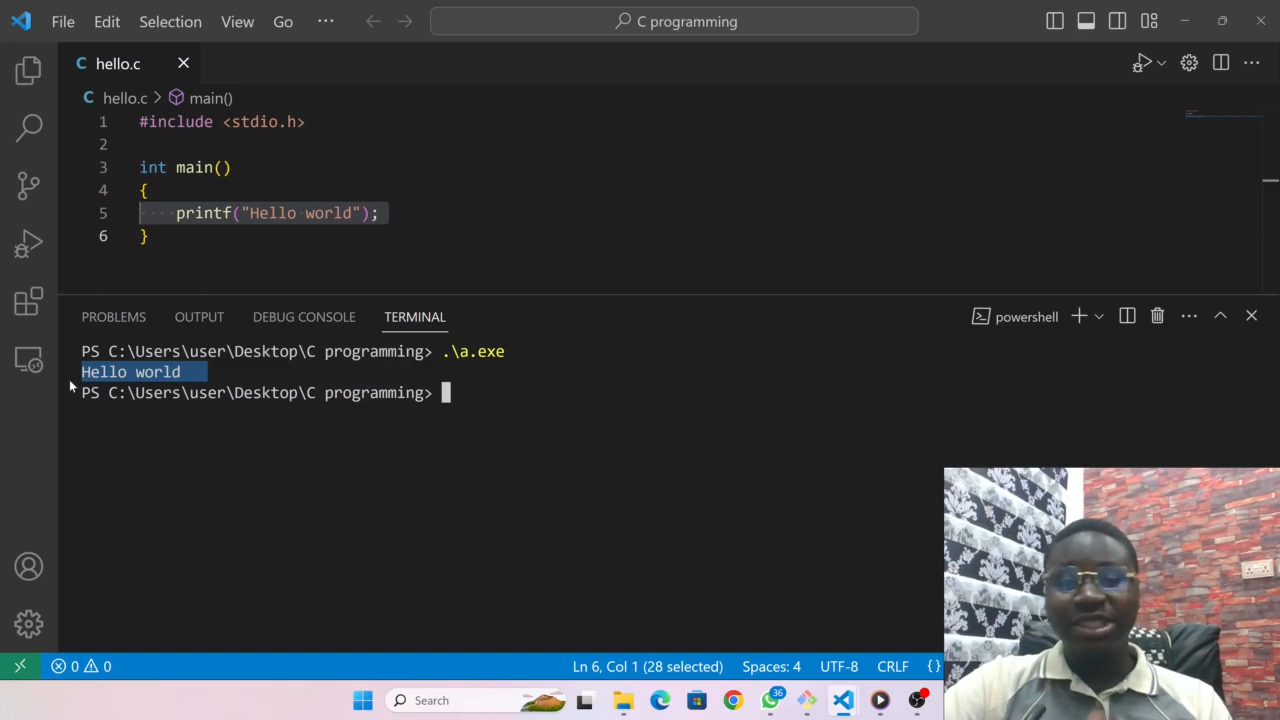 File Edit Selection View Go ··· C programming
C hello.c
C hello.c > main()
1 #include <stdio.h>
2
3 int main()
4 {
5 ····printf("Hello·world");
6 }
PROBLEMS OUTPUT DEBUG CONSOLE TERMINAL powershell
PS C:\Users\user\Desktop\C programming> .\a.exe
Hello world
PS C:\Users\user\Desktop\C programming>
0 0 Ln 6, Col 1 (28 selected) Spaces: 4 UTF-8 CRLF {}
Search 36